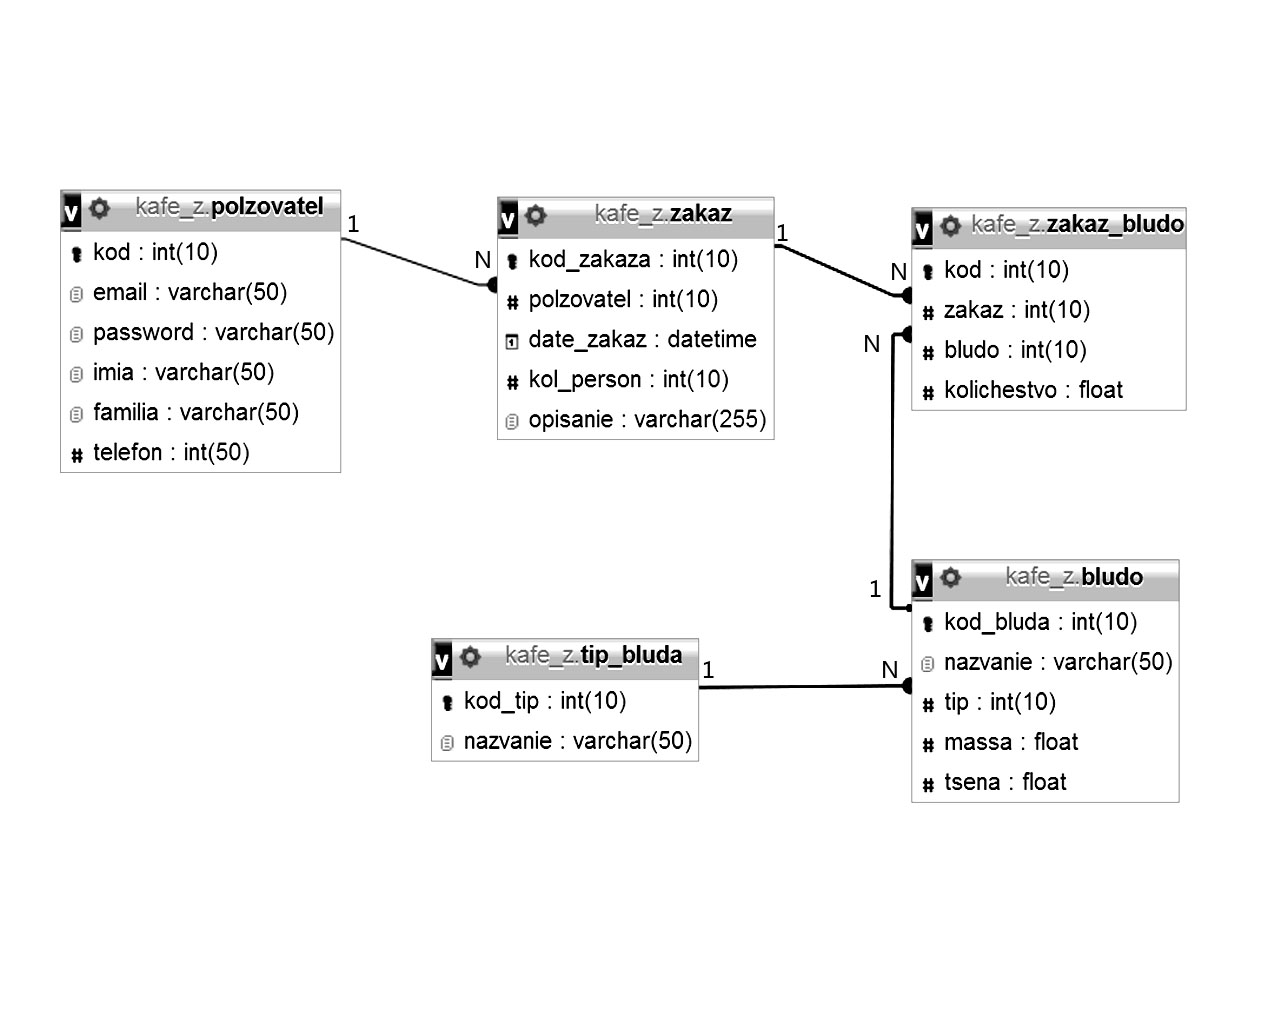 kafe_z.polzovatel
kod : int(10)
email : varchar(50)
password : varchar(50)
imia : varchar(50)
familia : varchar(50)
telefon : int(50)
1
N
kafe_z.zakaz
kod_zakaza : int(10)
polzovatel : int(10)
date_zakaz : datetime
kol_person : int(10)
opisanie : varchar(255)
1
N
N
kafe_z.zakaz_bludo
kod : int(10)
zakaz : int(10)
bludo : int(10)
kolichestvo : float
1
kafe_z.bludo
kod_bluda : int(10)
nazvanie : varchar(50)
tip : int(10)
massa : float
tsena : float
kafe_z.tip_bluda
kod_tip : int(10)
nazvanie : varchar(50)
1
N